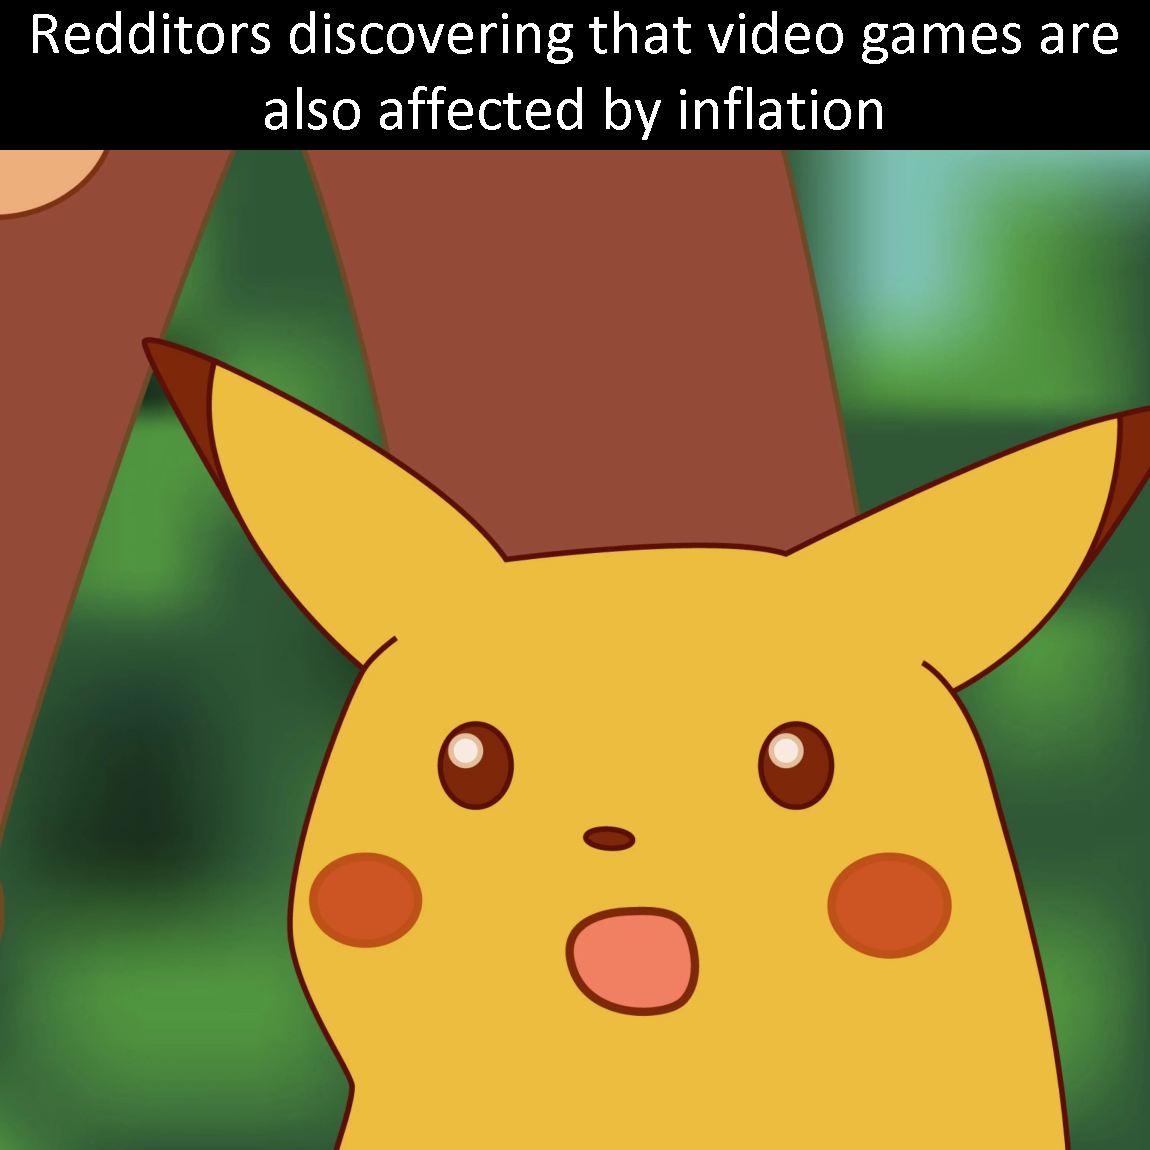 Redditors discovering that video games are
also affected by inflation